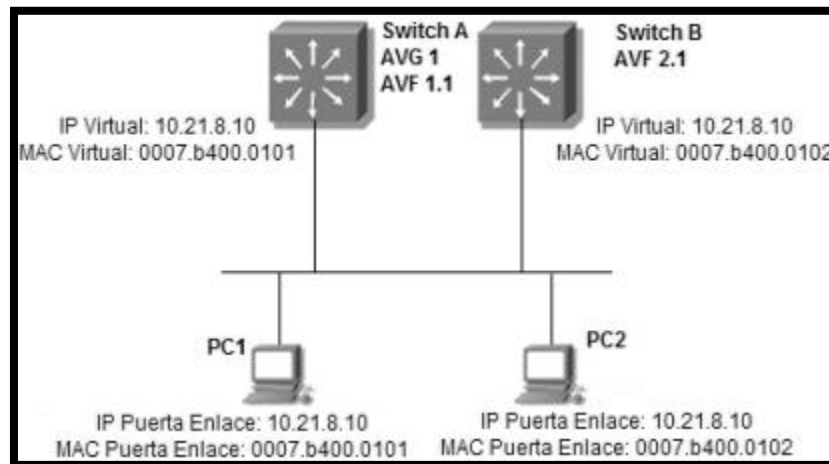 Switch A
AVG 1
AVF 1.1
Switch B
AVF 2.1
IP Virtual: 10.21.8.10
MAC Virtual: 0007.b400.0101
IP Virtual: 10.21.8.10
MAC Virtual: 0007.b400.0102
PC1
PC2
IP Puerta Enlace: 10.21.8.10
MAC Puerta Enlace: 0007.b400.0101
IP Puerta Enlace: 10.21.8.10
MAC Puerta Enlace: 0007.b400.0102